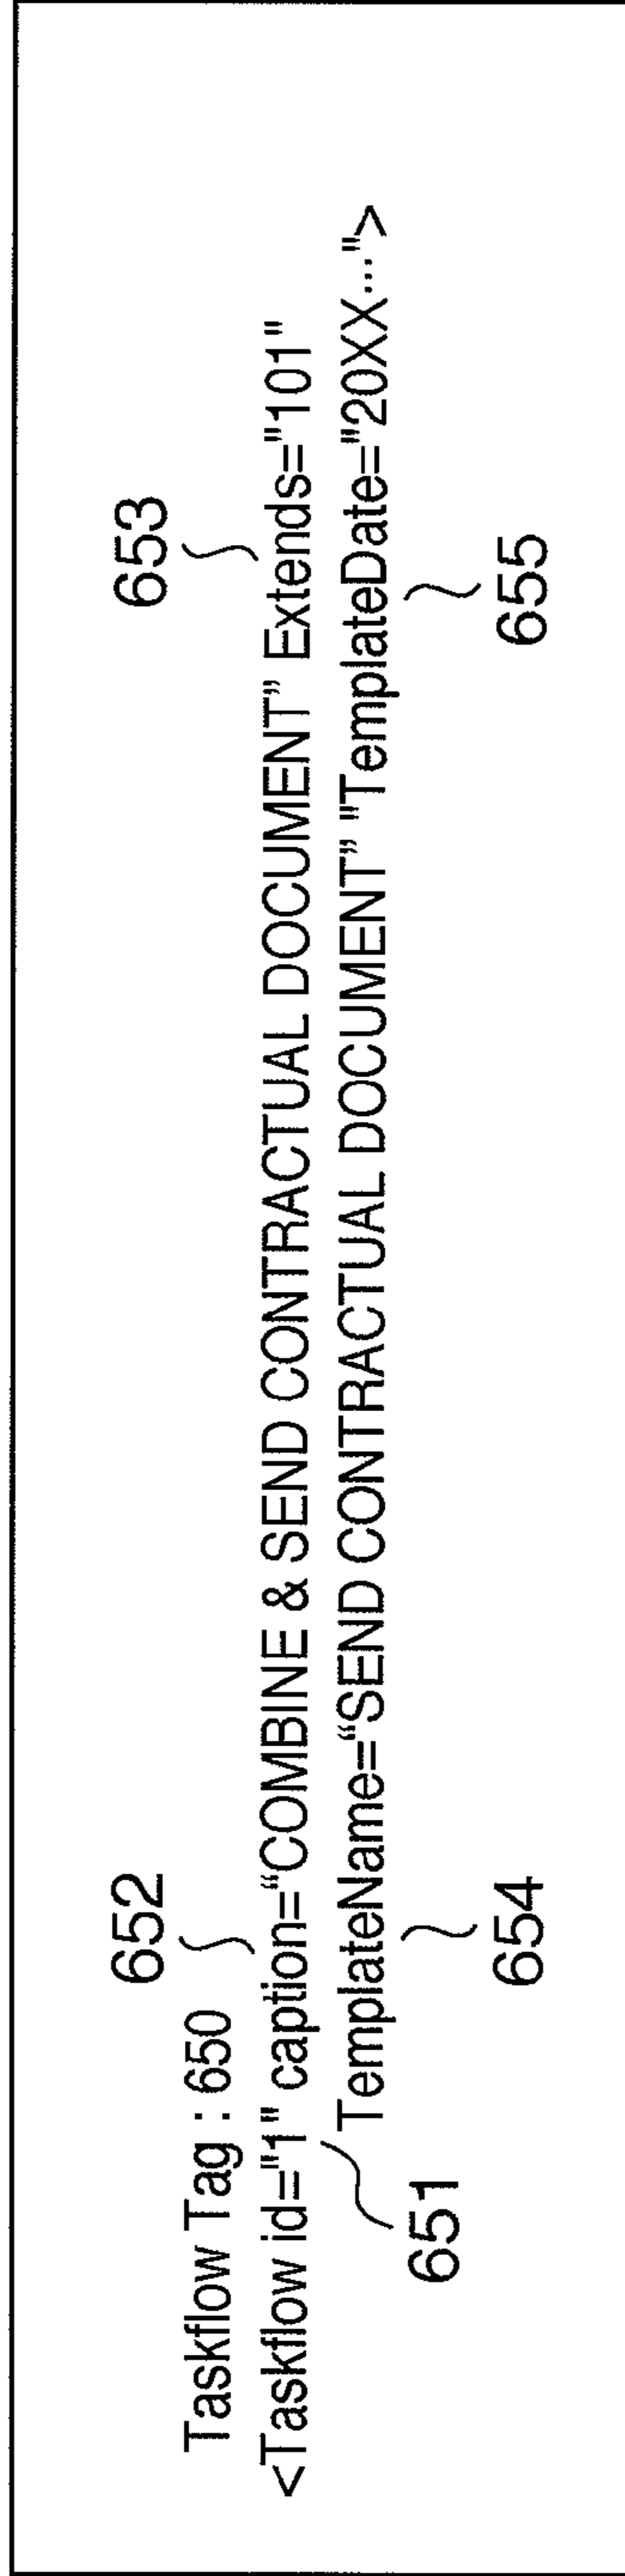 Taskflow Tag : 650
652
653
<Taskflow id="1" caption=“COMBINE & SEND CONTRACTUAL DOCUMENT” Extends="101"
TemplateName=“SEND CONTRACTUAL DOCUMENT” "TemplateDate="20XX···">
651
654
655